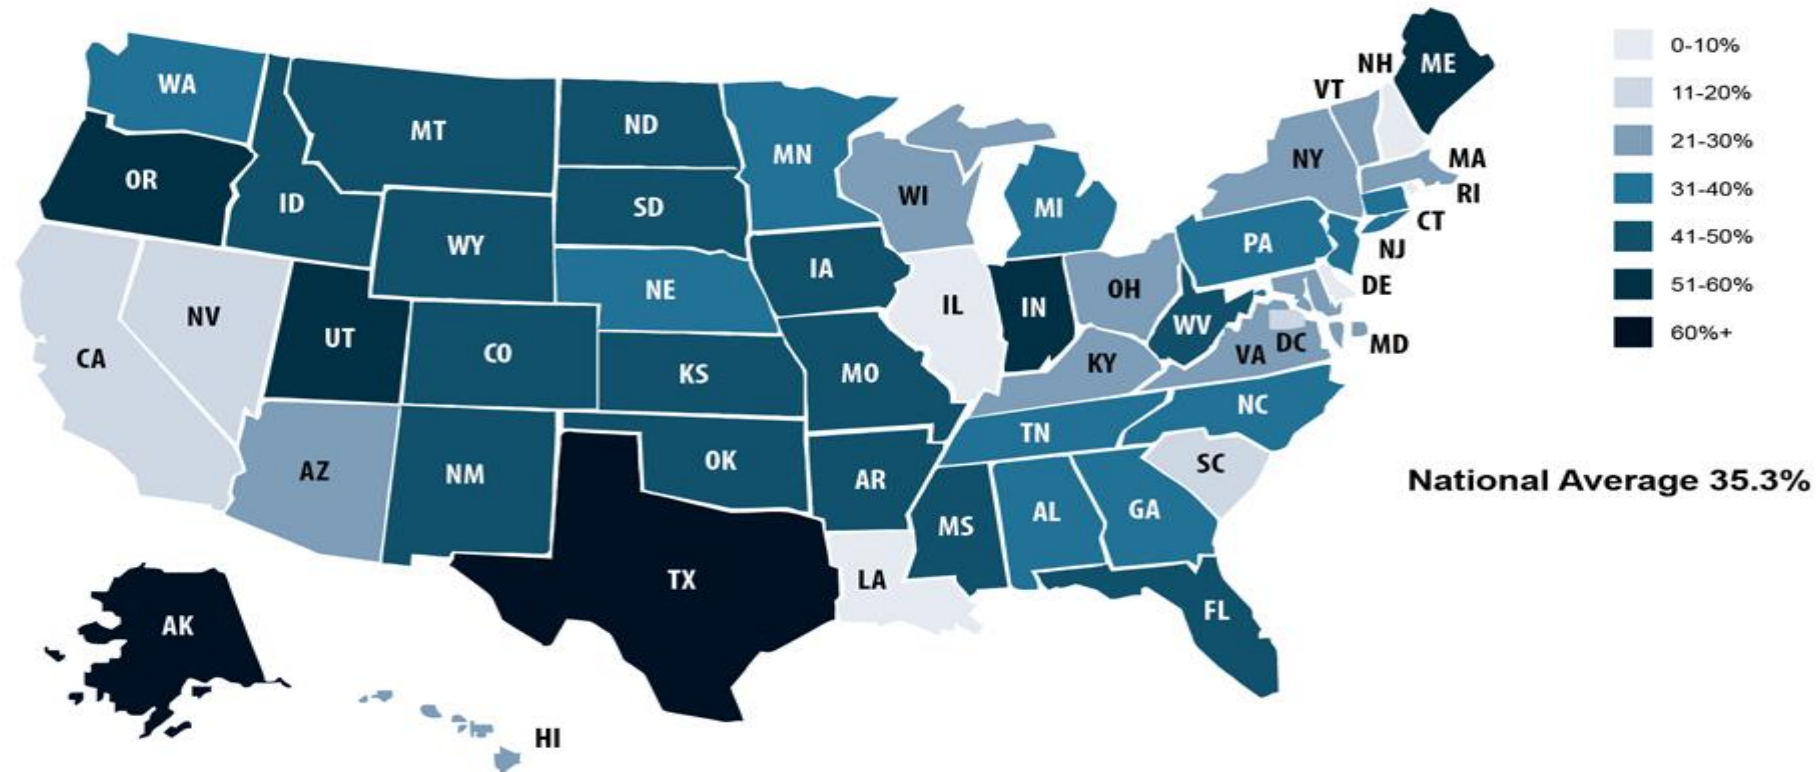 WA
OR
CA
NV
ID
MT
WY
UT
CO
AZ
NM
ND
SD
NE
KS
OK
TX
MN
IA
MO
AR
LA
WI
IL
MI
IN
OH
KY
TN
MS
AL
GA
FL
SC
NC
VA
DC
WV
PA
NY
VT
NH
ME
MA
RI
CT
NJ
DE
MD
AK
HI
0-10%
11-20%
21-30%
31-40%
41-50%
51-60%
60%+
National Average 35.3%